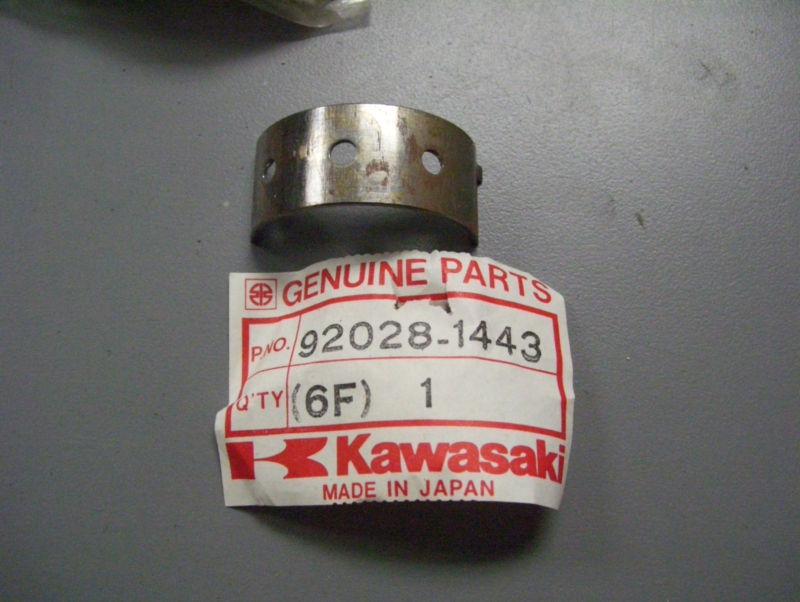 GENUINE PARTS
P.NO. 92028-1443
Q'TY (6F) 1
Kawasaki
MADE IN JAPAN